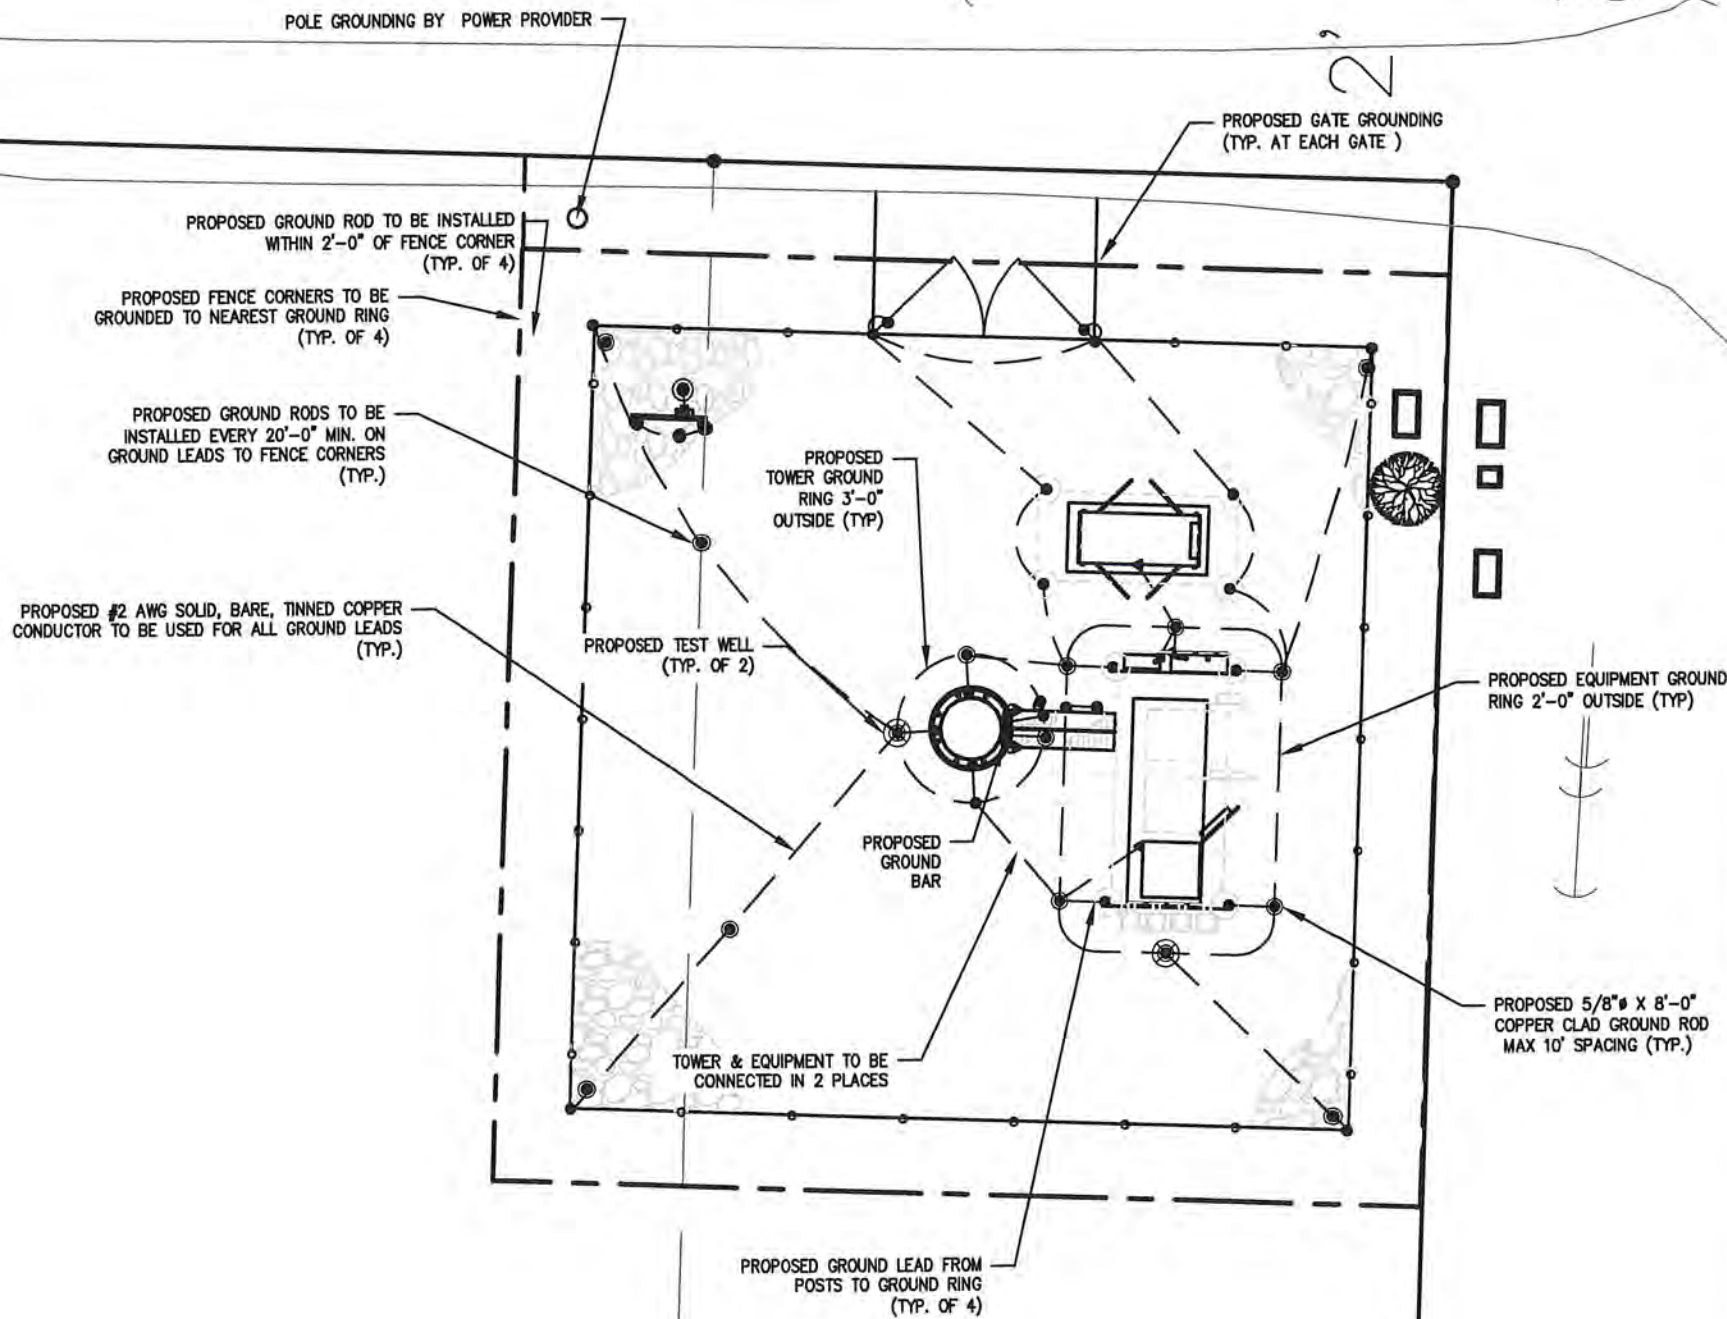 POLE GROUNDING BY POWER PROVIDER
2'
PROPOSED GATE GROUNDING
(TYP. AT EACH GATE )
PROPOSED GROUND ROD TO BE INSTALLED
WITHIN 2'-0" OF FENCE CORNER
(TYP. OF 4)
PROPOSED FENCE CORNERS TO BE
GROUNDED TO NEAREST GROUND RING
(TYP. OF 4)
PROPOSED GROUND RODS TO BE
INSTALLED EVERY 20'-0" MIN. ON
GROUND LEADS TO FENCE CORNERS
(TYP.)
PROPOSED
TOWER GROUND
RING 3'-0"
OUTSIDE (TYP)
PROPOSED #2 AWG SOLID, BARE, TINNED COPPER
CONDUCTOR TO BE USED FOR ALL GROUND LEADS
(TYP.)
PROPOSED TEST WELL
(TYP. OF 2)
PROPOSED EQUIPMENT GROUND
RING 2'-0" OUTSIDE (TYP)
PROPOSED
GROUND
BAR
PROPOSED 5/8"ø X 8'-0"
COPPER CLAD GROUND ROD
MAX 10' SPACING (TYP.)
TOWER & EQUIPMENT TO BE
CONNECTED IN 2 PLACES
PROPOSED GROUND LEAD FROM
POSTS TO GROUND RING
(TYP. OF 4)